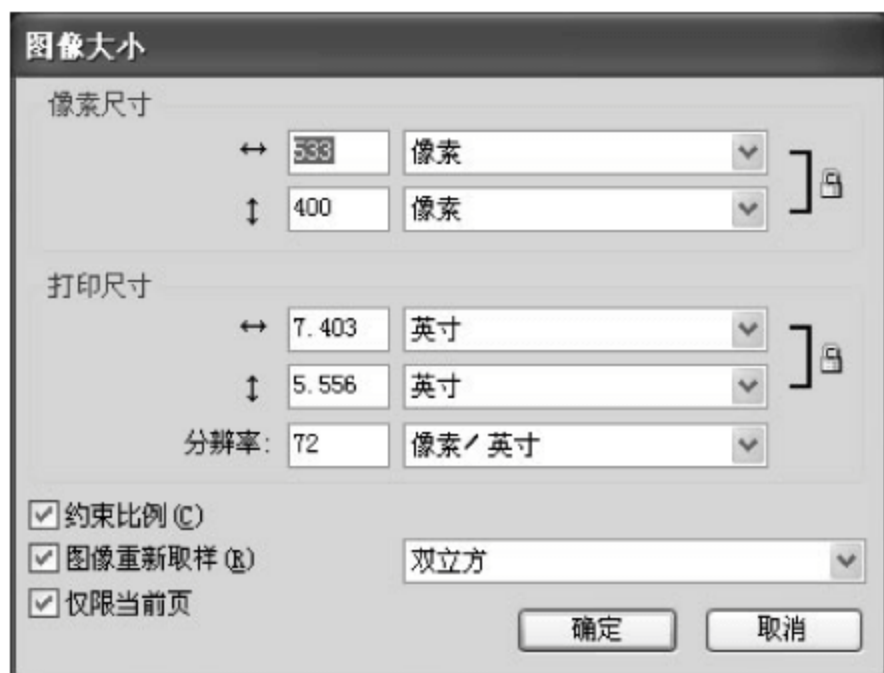 图像大小
像素尺寸
533 像素
400 像素
打印尺寸
7.403 英寸
5.556 英寸
分辨率: 72 像素/英寸
约束比例(C)
图像重新取样(R) 双立方
仅限当前页
确定 取消